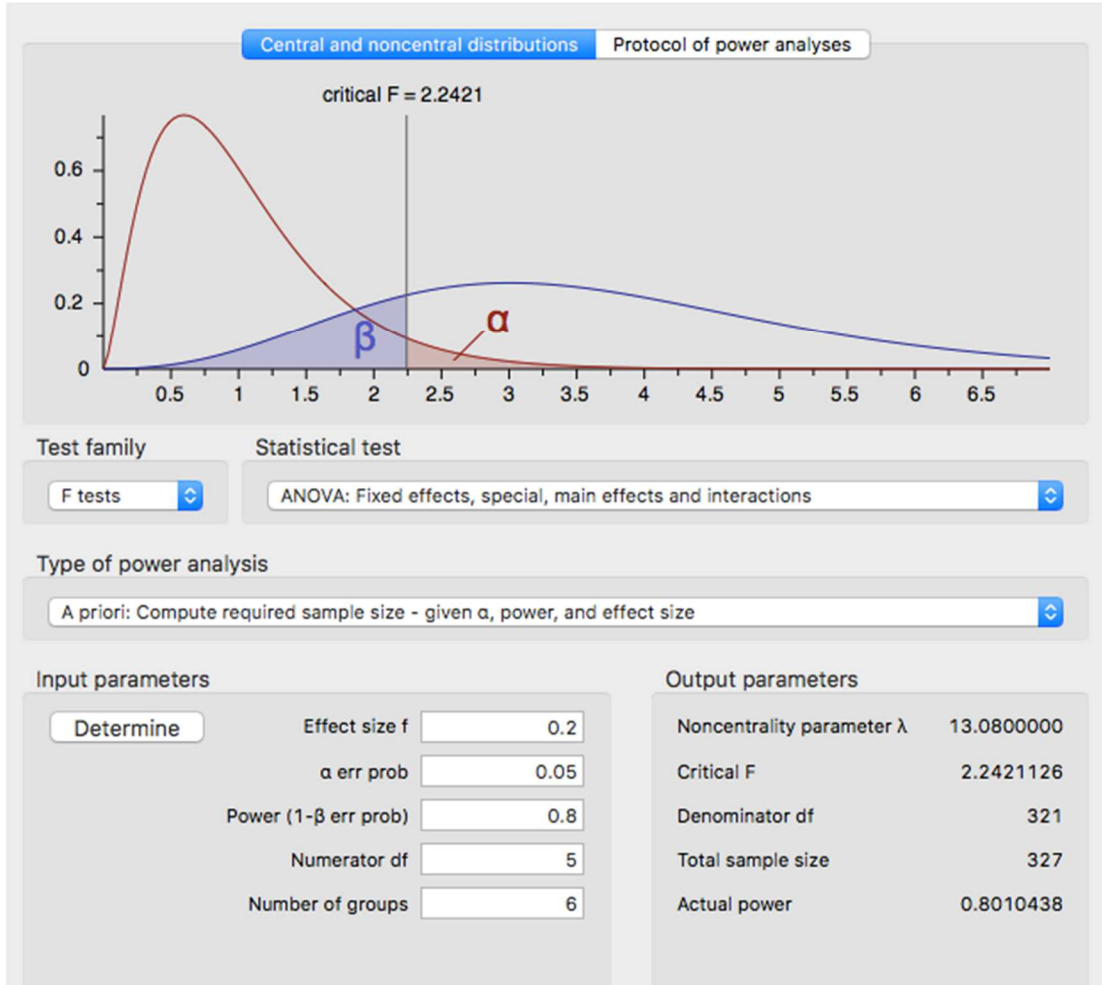 Central and noncentral distributions Protocol of power analyses
critical F = 2.2421
0.6
0.4
0.2
0
β
α
0.5 1 1.5 2 2.5 3 3.5 4 4.5 5 5.5 6 6.5
Test family Statistical test
F tests ANOVA: Fixed effects, special, main effects and interactions
Type of power analysis
A priori: Compute required sample size - given α, power, and effect size
Input parameters Output parameters
Determine Effect size f 0.2 Noncentrality parameter λ 13.0800000
α err prob 0.05 Critical F 2.2421126
Power (1-β err prob) 0.8 Denominator df 321
Numerator df 5 Total sample size 327
Number of groups 6 Actual power 0.8010438